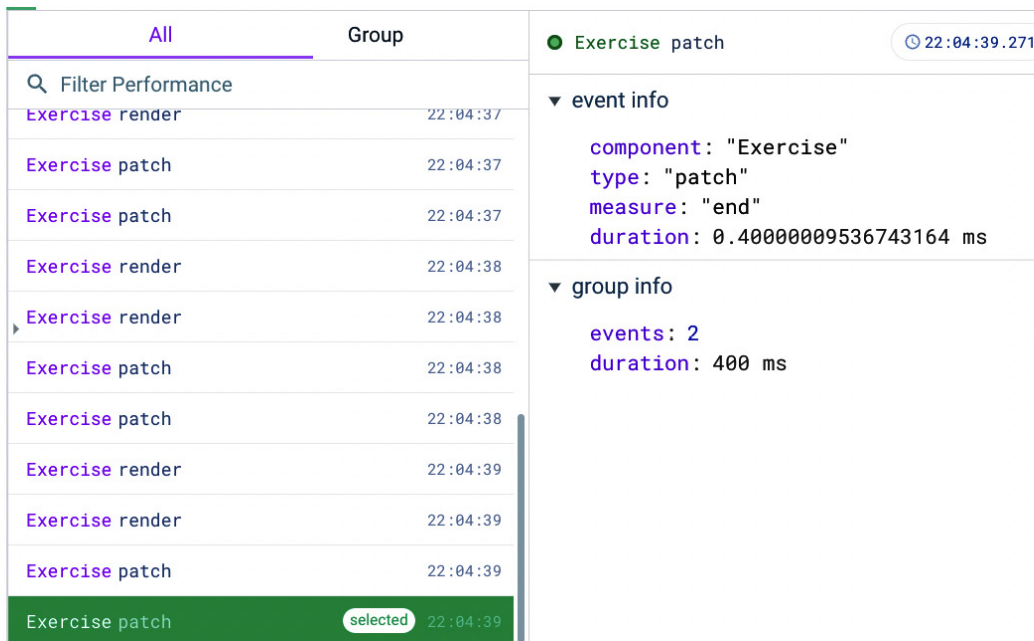 All
Group
Filter Performance
Exercise render 22:04:37
Exercise patch 22:04:37
Exercise patch 22:04:37
Exercise render 22:04:38
Exercise render 22:04:38
Exercise patch 22:04:38
Exercise patch 22:04:38
Exercise render 22:04:39
Exercise render 22:04:39
Exercise patch 22:04:39
Exercise patch selected 22:04:39
Exercise patch 22:04:39.271
event info
component: "Exercise"
type: "patch"
measure: "end"
duration: 0.40000009536743164 ms
group info
events: 2
duration: 400 ms